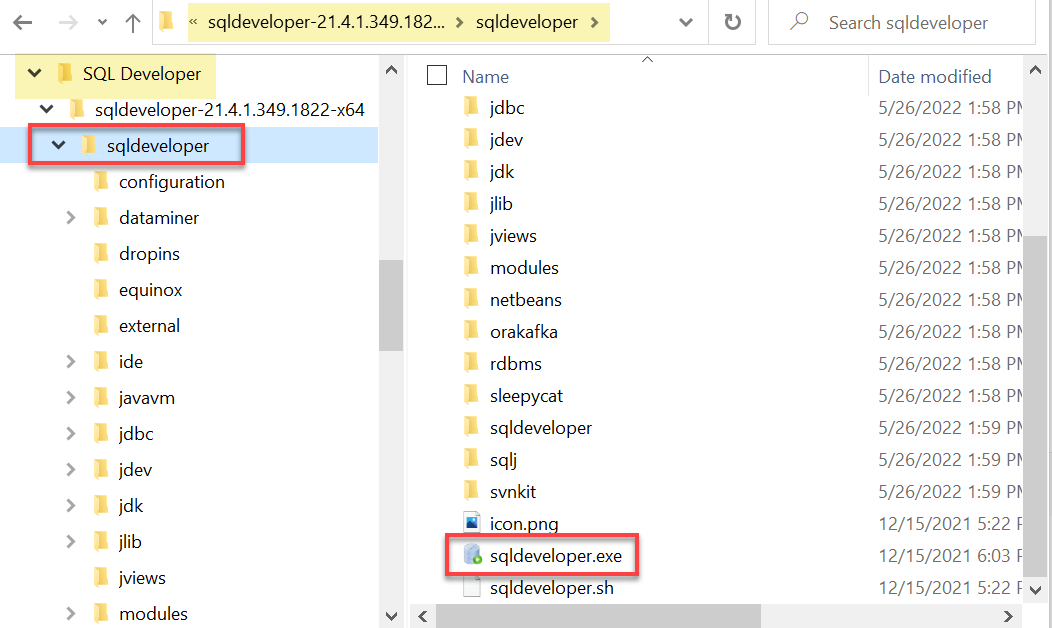 « sqldeveloper-21.4.1.349.182... > sqldeveloper >
Search sqldeveloper
SQL Developer
sqldeveloper-21.4.1.349.1822-x64
sqldeveloper
configuration
dataminer
dropins
equinox
external
ide
javavm
jdbc
jdev
jdk
jlib
jviews
modules
Name Date modified
jdbc 5/26/2022 1:58 PM
jdev 5/26/2022 1:58 PM
jdk 5/26/2022 1:58 PM
jlib 5/26/2022 1:58 PM
jviews 5/26/2022 1:58 PM
modules 5/26/2022 1:58 PM
netbeans 5/26/2022 1:58 PM
orakafka 5/26/2022 1:58 PM
rdbms 5/26/2022 1:58 PM
sleepycat 5/26/2022 1:58 PM
sqldeveloper 5/26/2022 1:59 PM
sqlj 5/26/2022 1:59 PM
svnkit 5/26/2022 1:59 PM
icon.png 12/15/2021 5:22 P
sqldeveloper.exe 12/15/2021 6:03 P
sqldeveloper.sh 12/15/2021 5:22 P